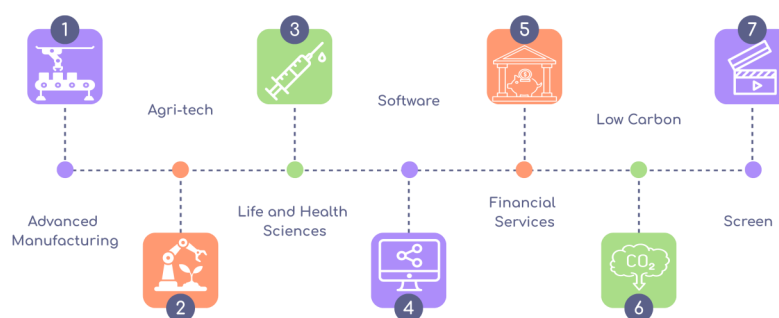 1
3
5
7
Agri-tech
Software
Low Carbon
Advanced
Manufacturing
Life and Health
Sciences
Financial
Services
Screen
CO2
2
4
6